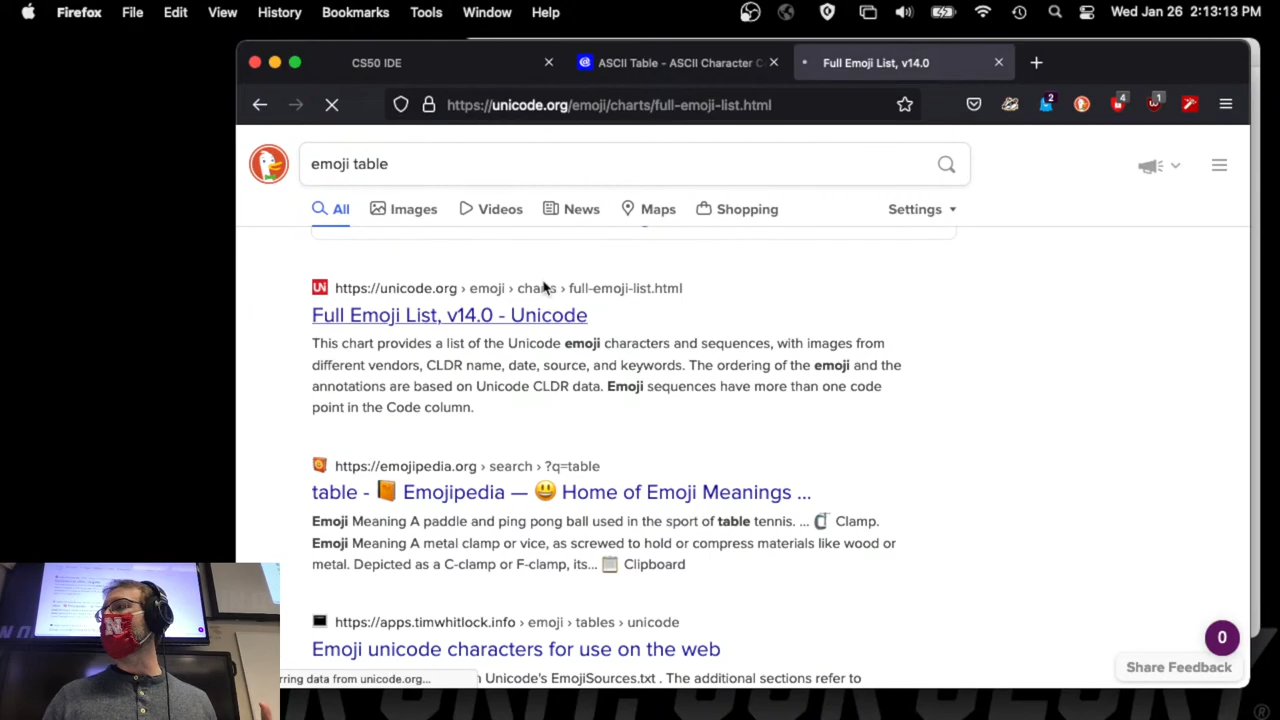 Firefox File Edit View History Bookmarks Tools Window Help Wed Jan 26 2:13:13 PM
CS50 IDE ASCII Table - ASCII Character C Full Emoji List, v14.0
https://unicode.org/emoji/charts/full-emoji-list.html 2 4 1
emoji table
All Images Videos News Maps Shopping Settings
https://unicode.org › emoji › charts › full-emoji-list.html
Full Emoji List, v14.0 - Unicode
This chart provides a list of the Unicode emoji characters and sequences, with images from
different vendors, CLDR name, date, source, and keywords. The ordering of the emoji and the
annotations are based on Unicode CLDR data. Emoji sequences have more than one code
point in the Code column.
https://emojipedia.org › search › ?q=table
table - 📙 Emojipedia — 😃 Home of Emoji Meanings ...
Emoji Meaning A paddle and ping pong ball used in the sport of table tennis. ... 🗜 Clamp.
Emoji Meaning A metal clamp or vice, as screwed to hold or compress materials like wood or
metal. Depicted as a C-clamp or F-clamp, its... 📋 Clipboard
https://apps.timwhitlock.info › emoji › tables › unicode
Emoji unicode characters for use on the web
0
Share Feedback
rring data from unicode.org...
n Unicode's EmojiSources.txt . The additional sections refer to
N